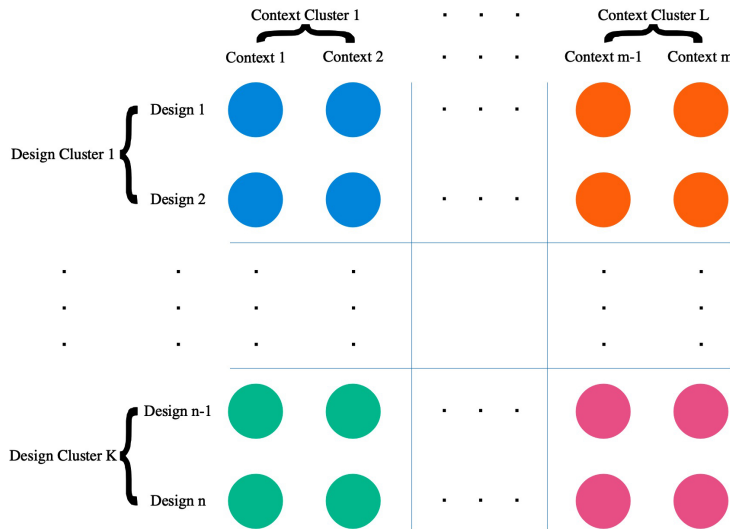 Context Cluster 1
Context Cluster L
Context 1
Context 2
Context m-1
Context m
Design 1
Design Cluster 1
Design 2
Design n-1
Design Cluster K
Design n